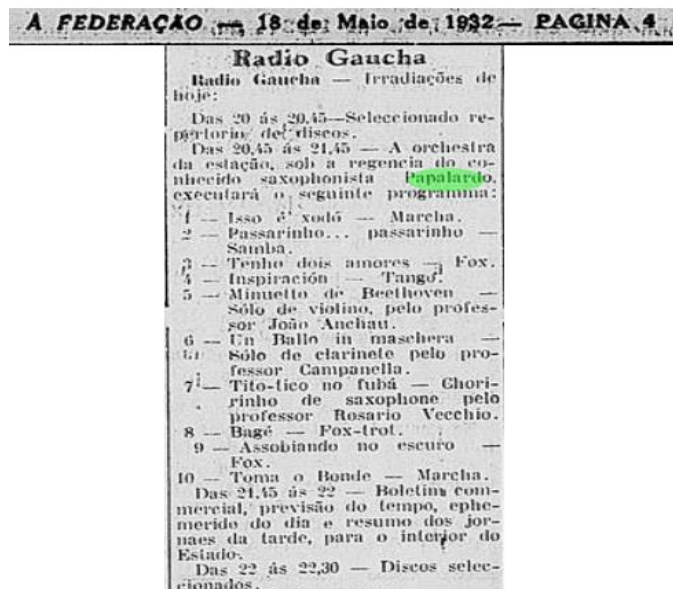 A FEDERAÇÃO — 18 de Maio de 1932 — PAGINA 4
Radio Gaucha
Radio Gaucha — Irradiações de
hoje:
Das 20 ás 20,45—Seleccionado re-
pertorio de discos.
Das 20,45 ás 21,45 — A orchestra
da estação, sob a regencia do co-
nhecido saxophonista Papalardo,
executará o seguinte programma:
1 — Isso é xodó — Marcha.
2 — Passarinho... passarinho —
Samba.
3 — Tenho dois amores — Fox.
4 — Inspiración — Tango.
5 — Minuetto de Beethoven —
Sólo de violino, pelo profes-
sor João Anchau.
6 — Un Ballo in maschera —
Sólo de clarinete pelo pro-
fessor Campanella.
7 — Tito-tico no fubá — Chori-
rinho de saxophone pelo
professor Rosario Vecchio.
8 — Bagé — Fox-trot.
9 — Assobiando no escuro —
Fox.
10 — Toma o Bonde — Marcha.
Das 21,45 ás 22 — Boletim com-
mercial, previsão do tempo, ephe-
merido do dia e resumo dos jor-
naes da tarde, para o interior do
Estado.
Das 22 ás 22,30 — Discos selec-
cionados.